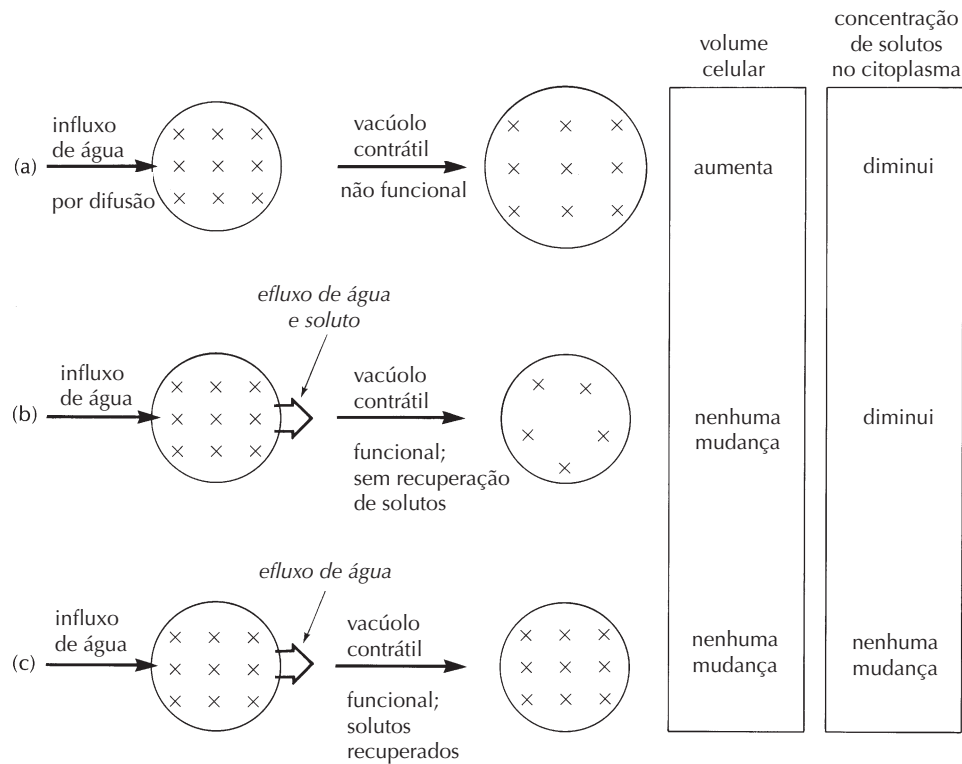 volume
celular
concentração
de solutos
no citoplasma
(a)
influxo
de água
por difusão
vacúolo
contrátil
não funcional
aumenta
diminui
efluxo de água
e soluto
(b)
influxo
de água
vacúolo
contrátil
funcional;
sem recuperação
de solutos
nenhuma
mudança
diminui
efluxo de água
(c)
influxo
de água
vacúolo
contrátil
funcional;
solutos
recuperados
nenhuma
mudança
nenhuma
mudança